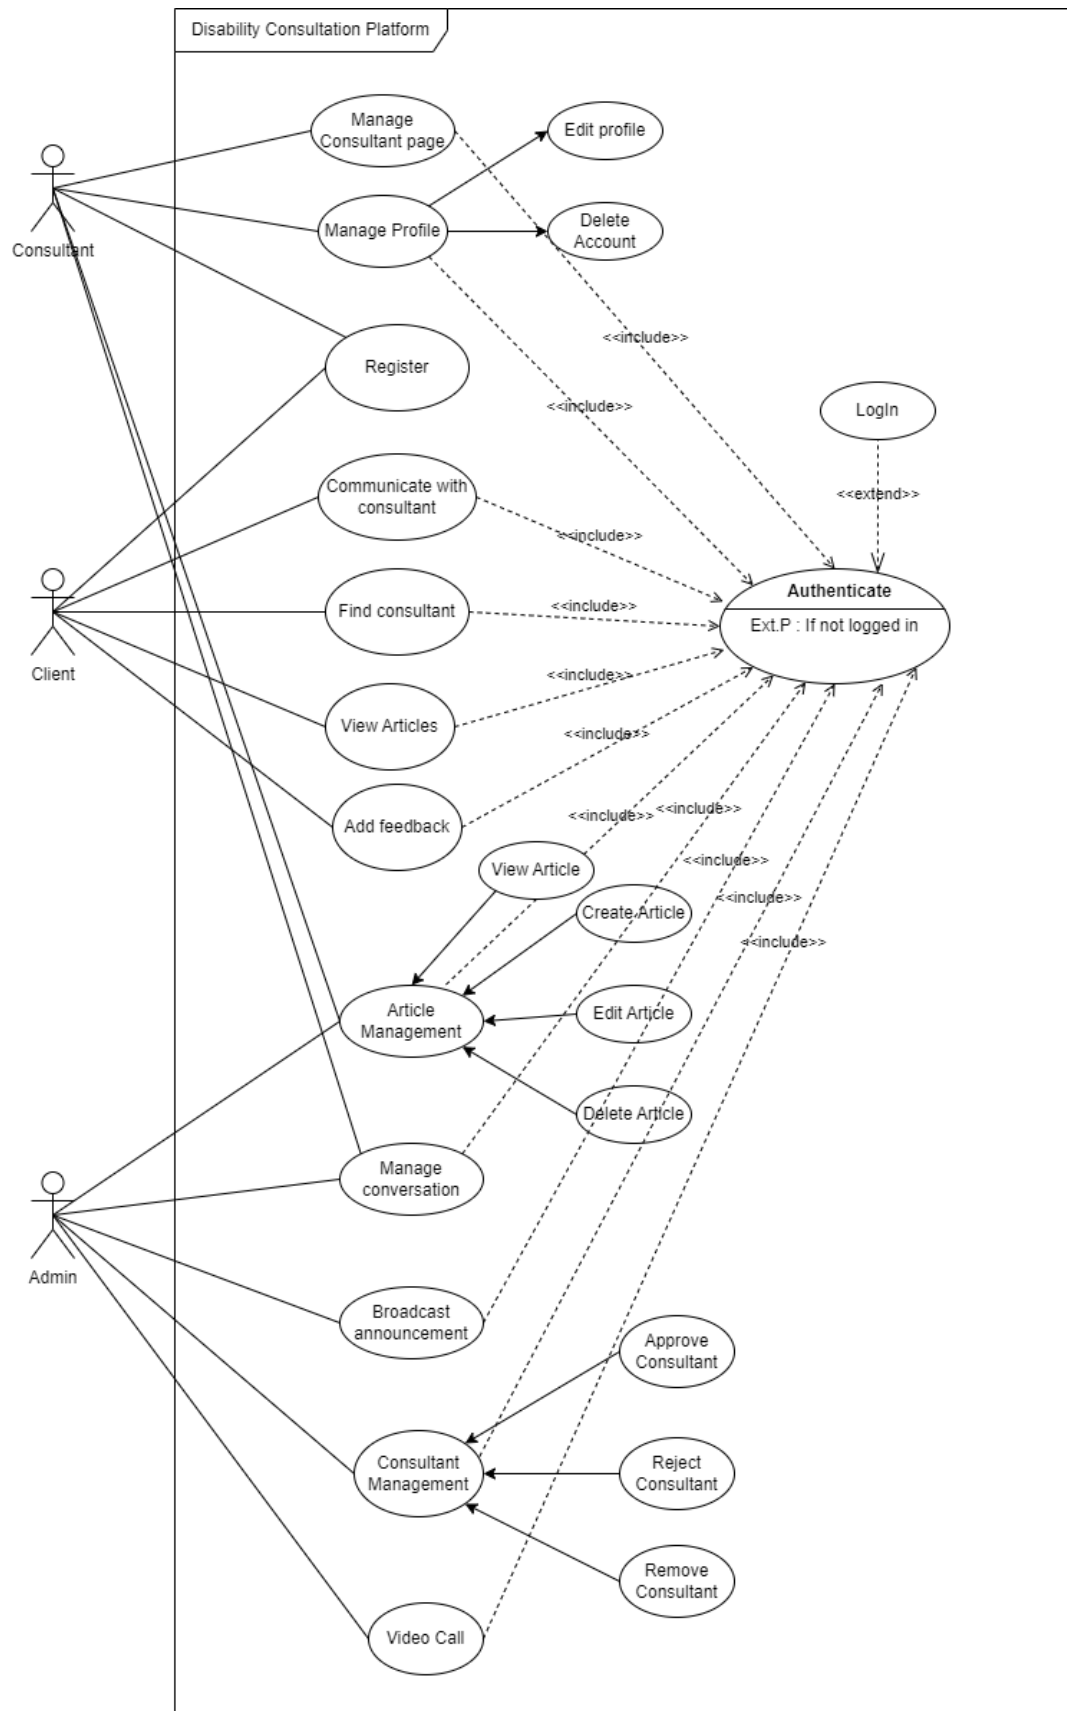 Disability Consultation Platform
Manage
Consultant page
Edit profile
Consultant
Manage Profile
Delete
Account
<<include>>
Register
<<include>>
LogIn
Communicate with
consultant
<<extend>>
<<include>>
Authenticate
Ext.P : If not logged in
Client
Find consultant
<<include>>
<<include>>
View Articles
<<include>>
Add feedback
<<include>>
<<include>>
View Article
<<include>>
Create Article
<<include>>
<<include>>
Article
Management
Edit Article
Delete Article
Manage
conversation
Admin
Broadcast
announcement
Approve
Consultant
Consultant
Management
Reject
Consultant
Remove
Consultant
Video Call